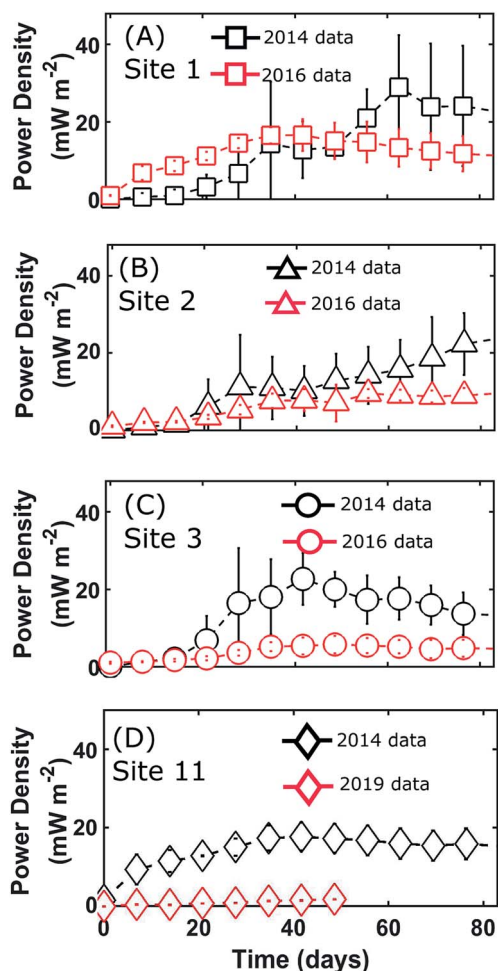 (A)
Site 1
2014 data
2016 data
Power Density
(mW m⁻²)
40
20
0
(B)
Site 2
2014 data
2016 data
Power Density
(mW m⁻²)
40
20
0
(C)
Site 3
2014 data
2016 data
Power Density
(mW m⁻²)
40
20
0
(D)
Site 11
2014 data
2019 data
Power Density
(mW m⁻²)
40
20
0
0 20 40 60 80
Time (days)